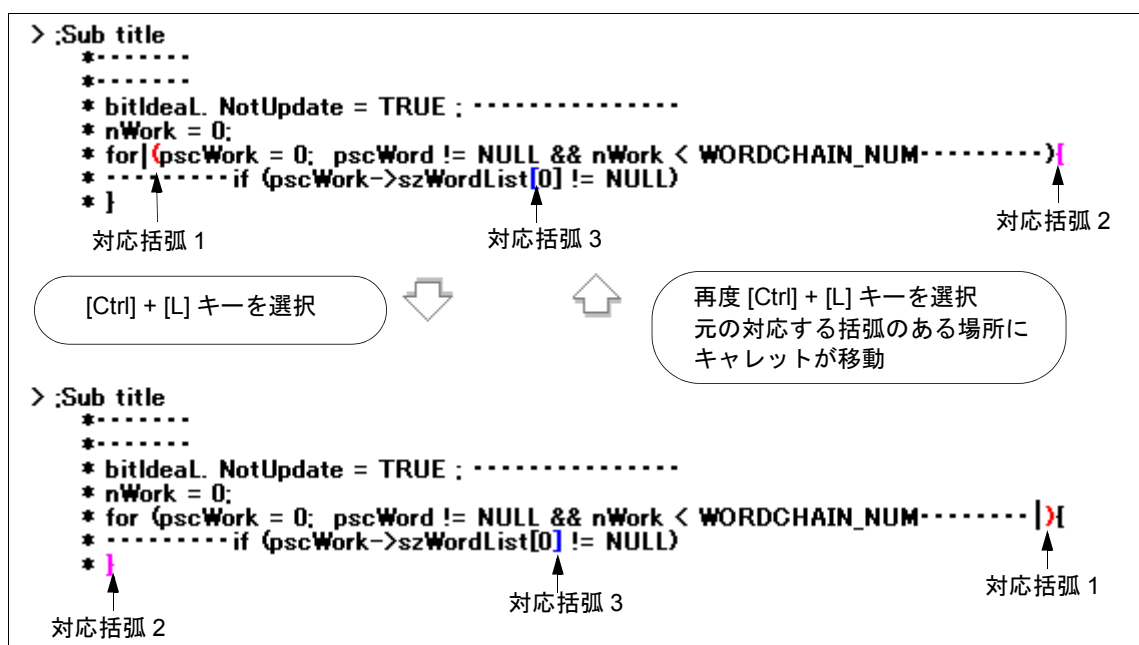 > ;Sub title
*-------
*-------
* bitIdeaL. NotUpdate = TRUE ; ---------------
* nWork = 0;
* for (pscWork = 0; pscWord != NULL && nWork < WORDCHAIN_NUM---------){
* ---------if (pscWork->szWordList[0] != NULL)
* }
対応括弧 1
対応括弧 3
対応括弧 2
[Ctrl] + [L] キーを選択
再度 [Ctrl] + [L] キーを選択
元の対応する括弧のある場所に
キャレットが移動
> ;Sub title
*-------
*-------
* bitIdeaL. NotUpdate = TRUE ; ---------------
* nWork = 0;
* for (pscWork = 0; pscWord != NULL && nWork < WORDCHAIN_NUM-------- ){
* ---------if (pscWork->szWordList[0] != NULL)
* }
対応括弧 2
対応括弧 3
対応括弧 1